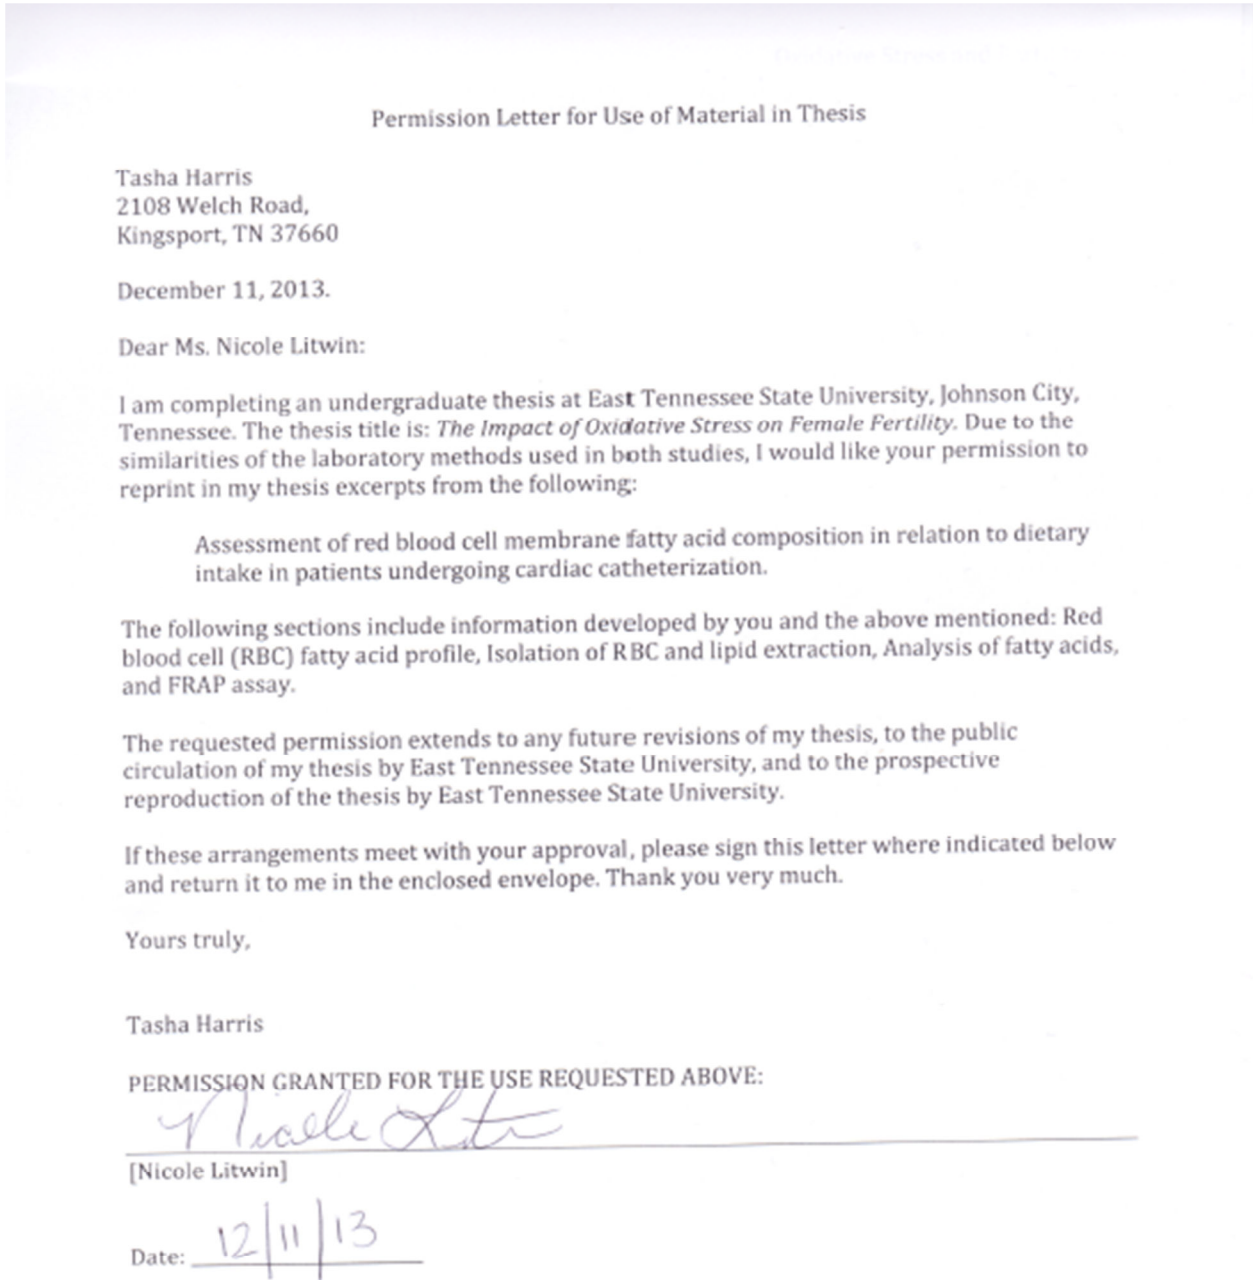 Permission Letter for Use of Material in Thesis
Tasha Harris
2108 Welch Road,
Kingsport, TN 37660
December 11, 2013.
Dear Ms. Nicole Litwin:
I am completing an undergraduate thesis at East Tennessee State University, Johnson City,
Tennessee. The thesis title is: The Impact of Oxidative Stress on Female Fertility. Due to the
similarities of the laboratory methods used in both studies, I would like your permission to
reprint in my thesis excerpts from the following:
Assessment of red blood cell membrane fatty acid composition in relation to dietary
intake in patients undergoing cardiac catheterization.
The following sections include information developed by you and the above mentioned: Red
blood cell (RBC) fatty acid profile, Isolation of RBC and lipid extraction, Analysis of fatty acids,
and FRAP assay.
The requested permission extends to any future revisions of my thesis, to the public
circulation of my thesis by East Tennessee State University, and to the prospective
reproduction of the thesis by East Tennessee State University.
If these arrangements meet with your approval, please sign this letter where indicated below
and return it to me in the enclosed envelope. Thank you very much.
Yours truly,
Tasha Harris
PERMISSION GRANTED FOR THE USE REQUESTED ABOVE:
Nicole
[Nicole Litwin]
Date: 12/11/13